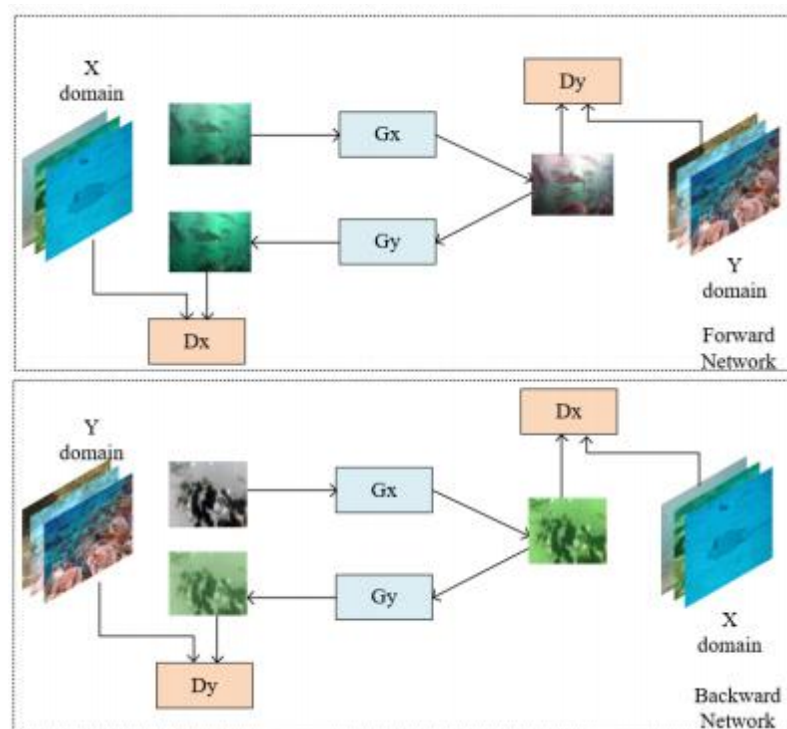 X
domain
Gx
Dy
Gy
Y
domain
Dx
Forward
Network
Y
domain
Gx
Dx
Gy
X
domain
Dy
Backward
Network